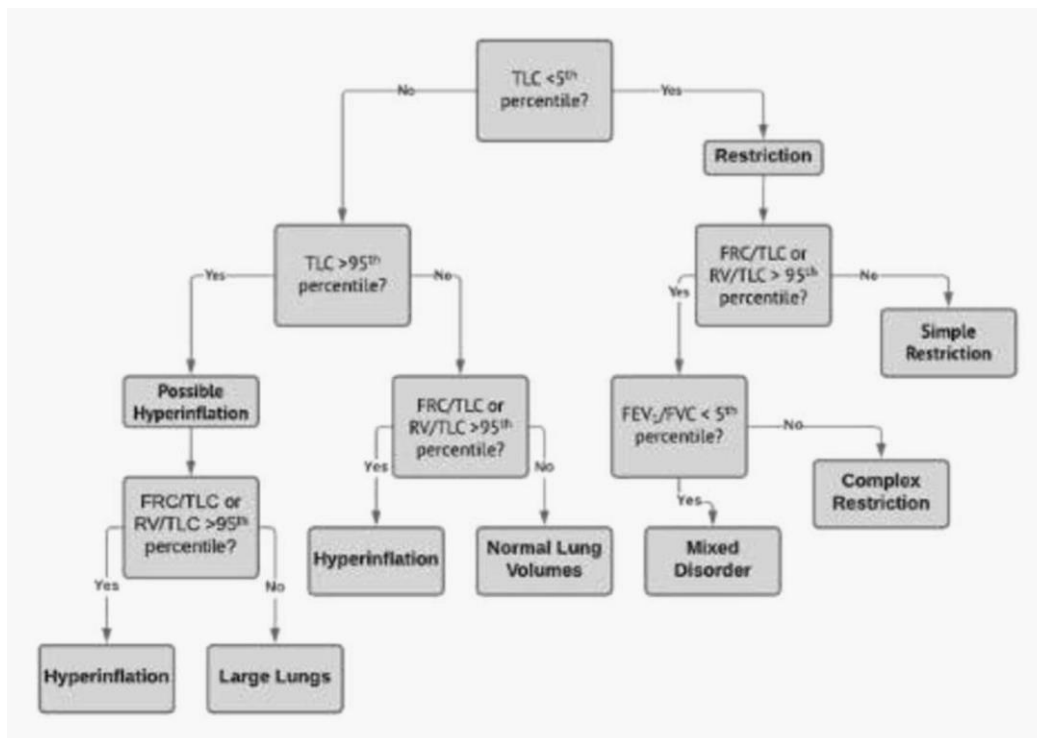 TLC <5th
percentile?
No
Yes
Restriction
TLC >95th
percentile?
FRC/TLC or
RV/TLC > 95th
percentile?
Yes
No
Yes
No
Simple
Restriction
Possible
Hyperinflation
FRC/TLC or
RV/TLC >95th
percentile?
FEV₁/FVC < 5th
percentile?
No
Yes
No
Yes
Complex
Restriction
FRC/TLC or
RV/TLC >95th
percentile?
Hyperinflation
Normal Lung
Volumes
Mixed
Disorder
Yes
No
Hyperinflation
Large Lungs